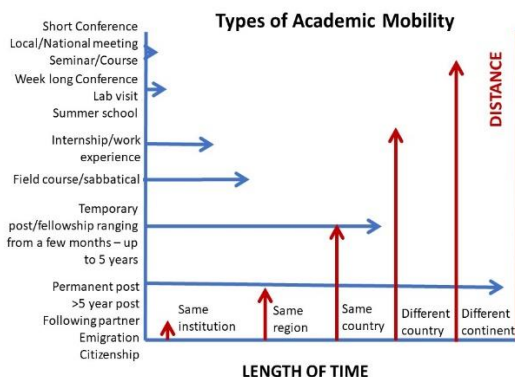 Types of Academic Mobility
Short Conference
Local/National meeting
Seminar/Course
Week long Conference
Lab visit
Summer school
Internship/work
experience
Field course/sabbatical
Temporary
post/fellowship ranging
from a few months – up
to 5 years
Permanent post
>5 year post
Following partner
Emigration
Citizenship
Same
institution
Same
region
Same
country
Different
country
Different
continent
DISTANCE
LENGTH OF TIME